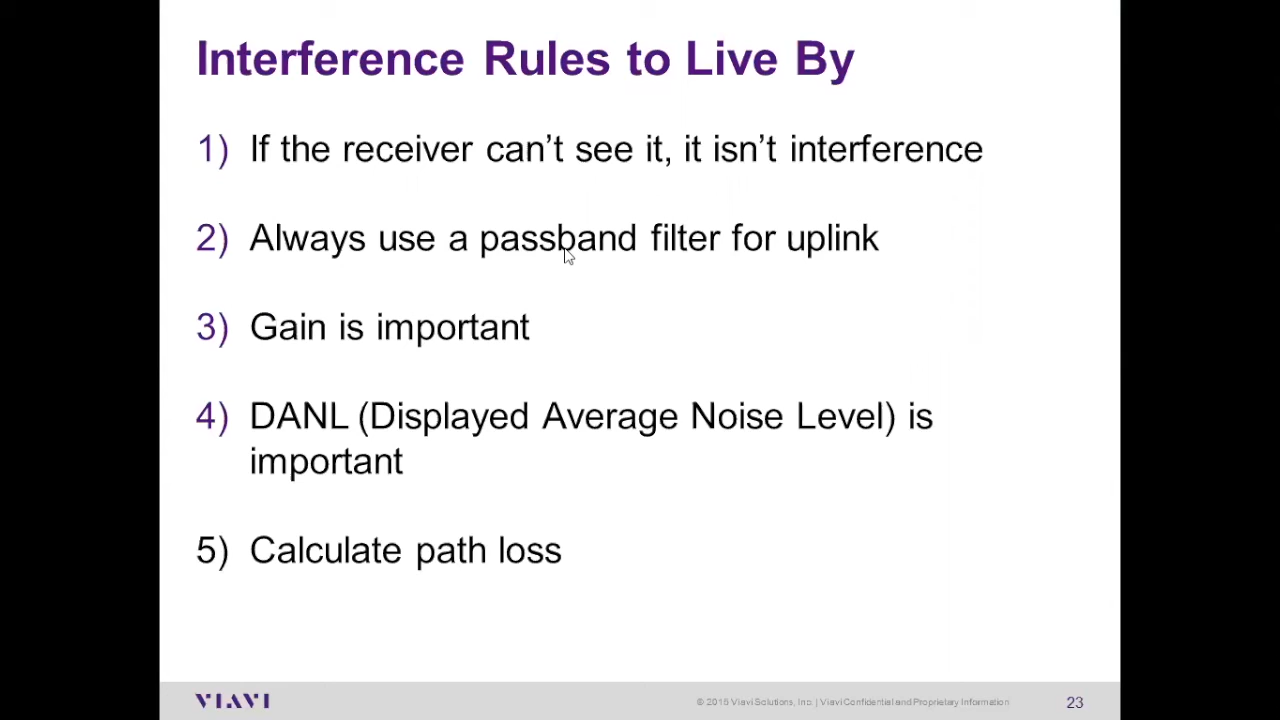 Interference Rules to Live By
1) If the receiver can't see it, it isn't interference
2) Always use a passband filter for uplink
3) Gain is important
4) DANL (Displayed Average Noise Level) is
important
5) Calculate path loss
VIAVI
© 2015 Viavi Solutions, Inc. | Viavi Confidential and Proprietary Information
23